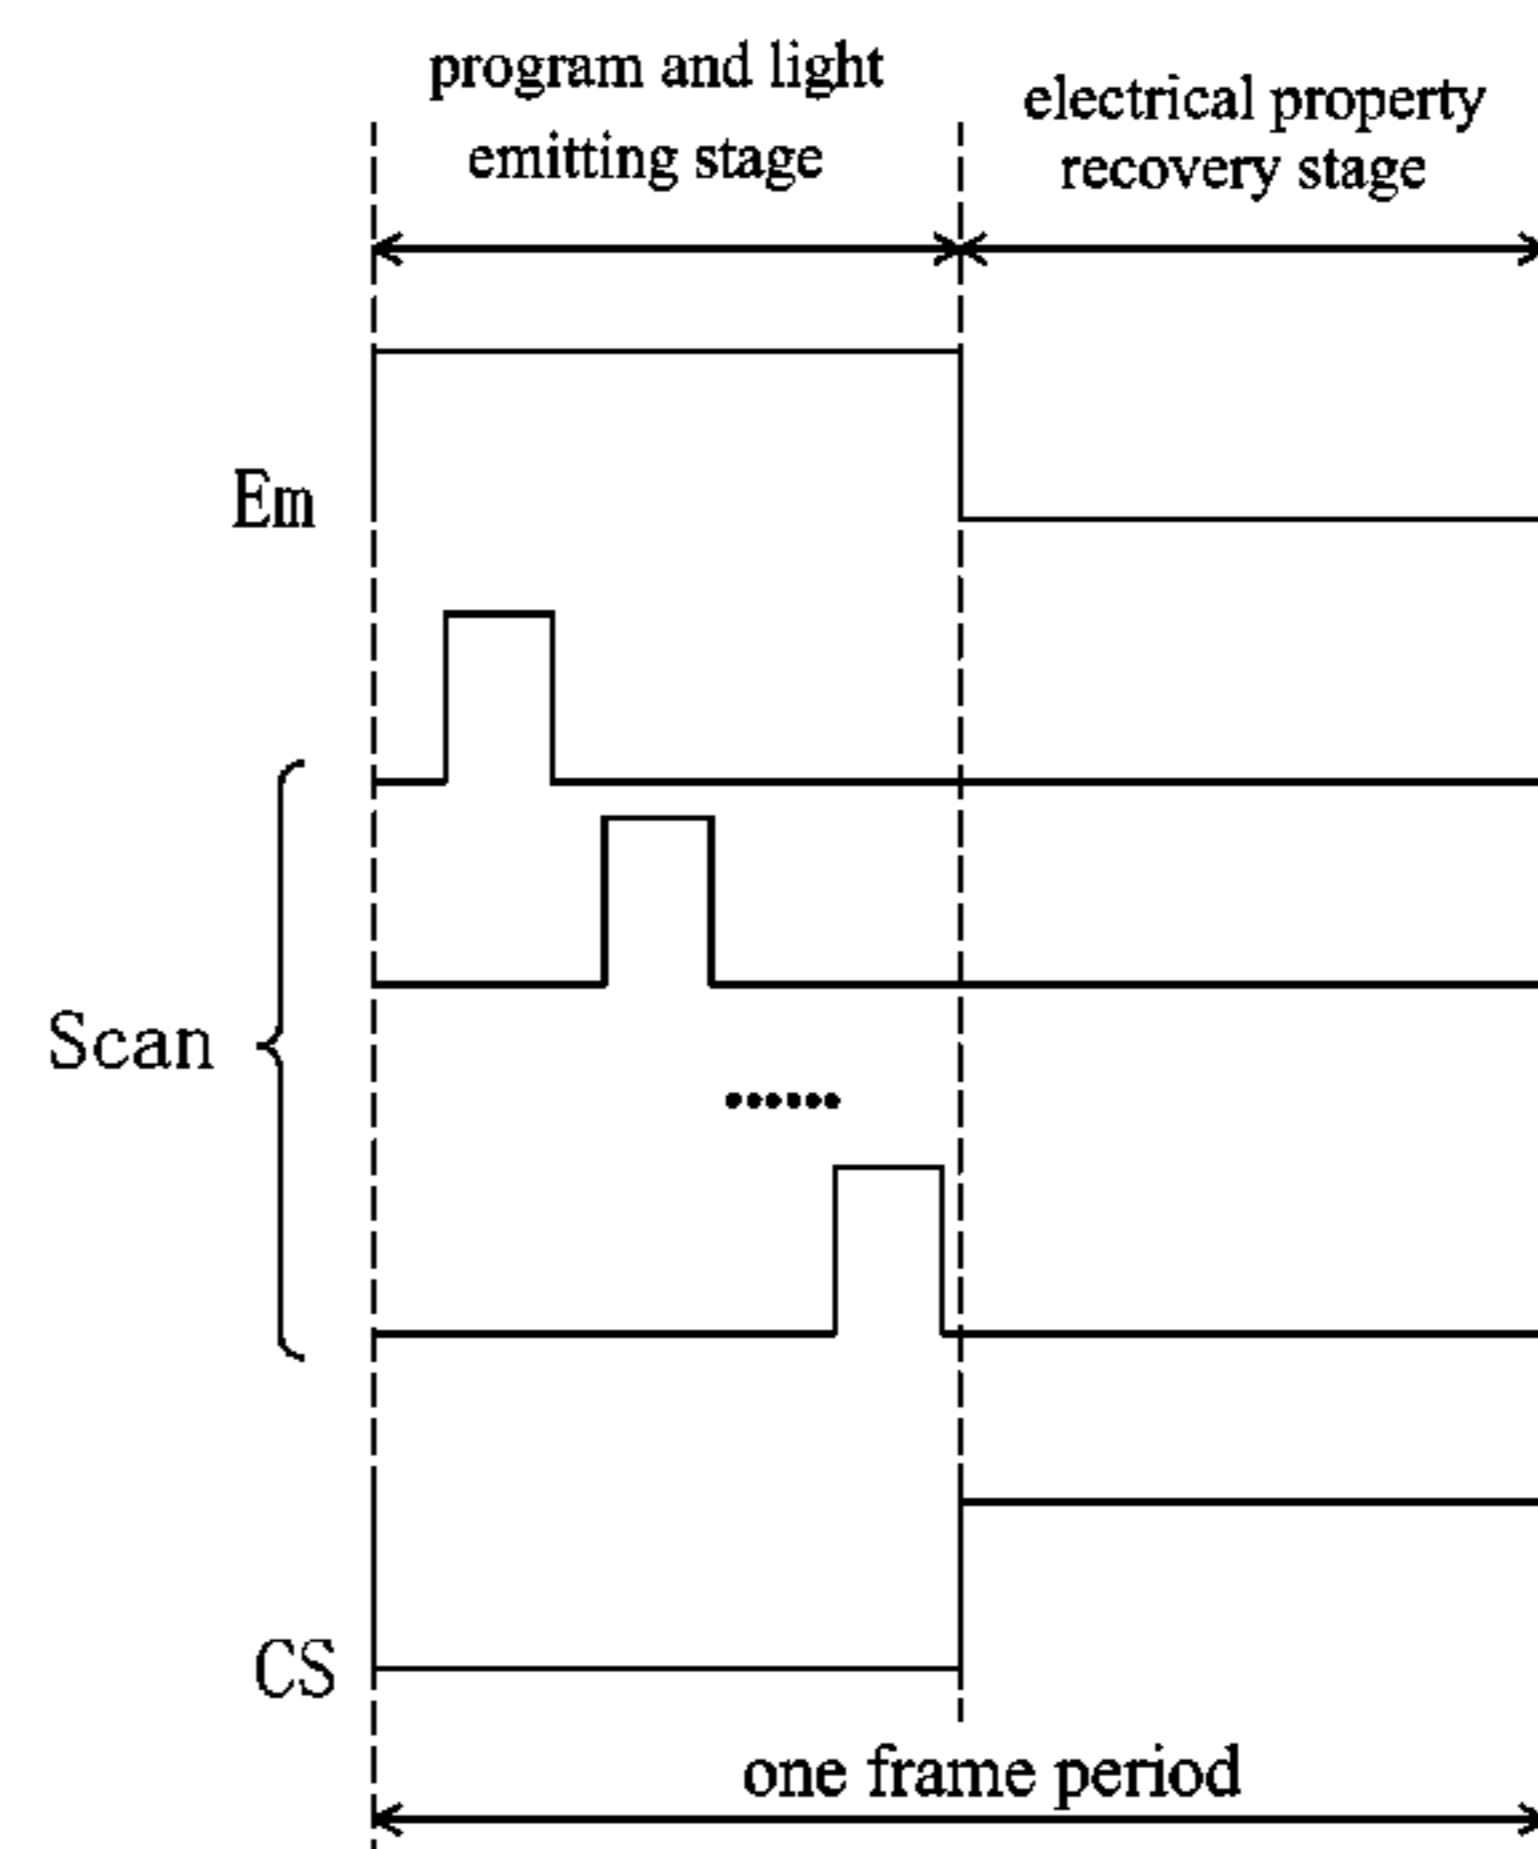 program and light
emitting stage
electrical property
recovery stage
Em
Scan
CS
one frame period